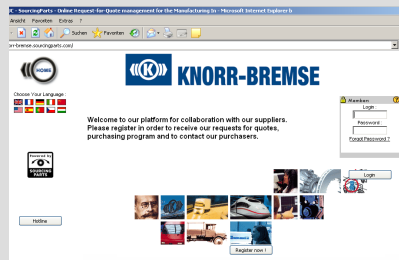 E - SourcingParts - Online Request-for-Quote management for the Manufacturing In - Microsoft Internet Explorer b
Ansicht Favoriten Extras ?
Suchen Favoriten
orr-bremse.sourcingparts.com/
HOME
KNORR-BREMSE
Choose Your Language :
Members
Login :
Password :
Forgot Password ?
Login
Welcome to our platform for collaboration with our suppliers.
Please register in order to receive our requests for quotes,
purchasing program and to contact our purchasers.
Powered by
SOURCING
PARTS
Hotline
Register now !